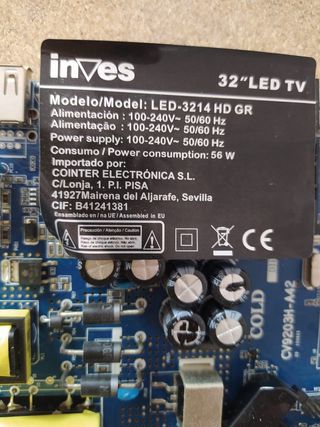 inves
32"LED TV
Modelo/Model: LED-3214 HD GR
Alimentación : 100-240V~ 50/60 Hz
Alimentação : 100-240V~ 50/60 Hz
Power supply: 100-240V~ 50/60 Hz
Consumo / Power consumption: 56 W
Importado por:
COINTER ELECTRÓNICA S.L.
C/Lonja, 1. P.I. PISA
41927Mairena del Aljarafe, Sevilla
CIF: B41241381
Ensamblado en /na UE/Assembled in EU
Precaución / Atenção / Caution
CE
COLD
CV9203H-A42